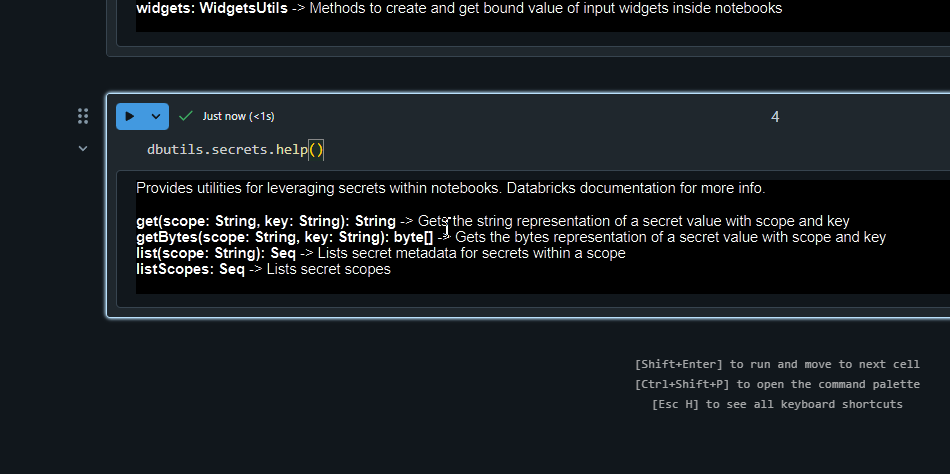 widgets: WidgetsUtils -> Methods to create and get bound value of input widgets inside notebooks
Just now (<1s)
4
dbutils.secrets.help()
Provides utilities for leveraging secrets within notebooks. Databricks documentation for more info.
get(scope: String, key: String): String -> Gets the string representation of a secret value with scope and key
getBytes(scope: String, key: String): byte[] -> Gets the bytes representation of a secret value with scope and key
list(scope: String): Seq -> Lists secret metadata for secrets within a scope
listScopes: Seq -> Lists secret scopes
[Shift+Enter] to run and move to next cell
[Ctrl+Shift+P] to open the command palette
[Esc H] to see all keyboard shortcuts